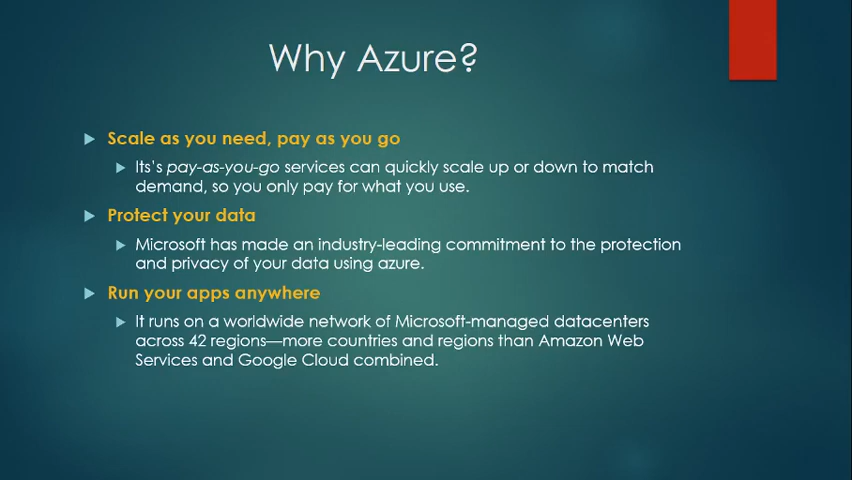 Why Azure?
Scale as you need, pay as you go
Its's pay-as-you-go services can quickly scale up or down to match
demand, so you only pay for what you use.
Protect your data
Microsoft has made an industry-leading commitment to the protection
and privacy of your data using azure.
Run your apps anywhere
It runs on a worldwide network of Microsoft-managed datacenters
across 42 regions—more countries and regions than Amazon Web
Services and Google Cloud combined.